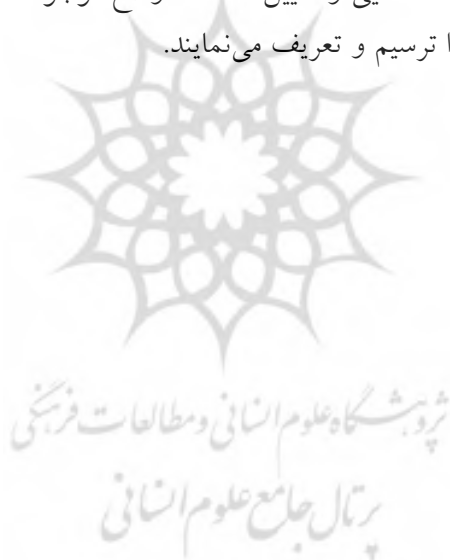 ا ترسیم و تعریف می‌نمایند.
پژوهشگاه علوم انسانی و مطالعات فرهنگی
پرتال جامع علوم انسانی